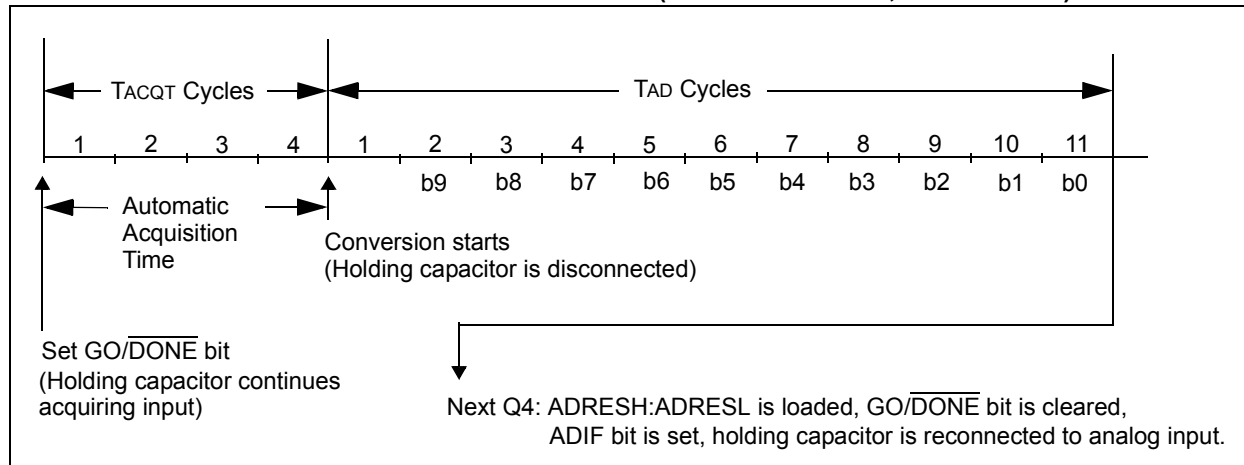 TACQT Cycles TAD Cycles
1 2 3 4 1 2 3 4 5 6 7 8 9 10 11
b9 b8 b7 b6 b5 b4 b3 b2 b1 b0
Automatic
Acquisition
Time
Conversion starts
(Holding capacitor is disconnected)
Set GO/DONE bit
(Holding capacitor continues
acquiring input)
Next Q4: ADRESH:ADRESL is loaded, GO/DONE bit is cleared,
ADIF bit is set, holding capacitor is reconnected to analog input.